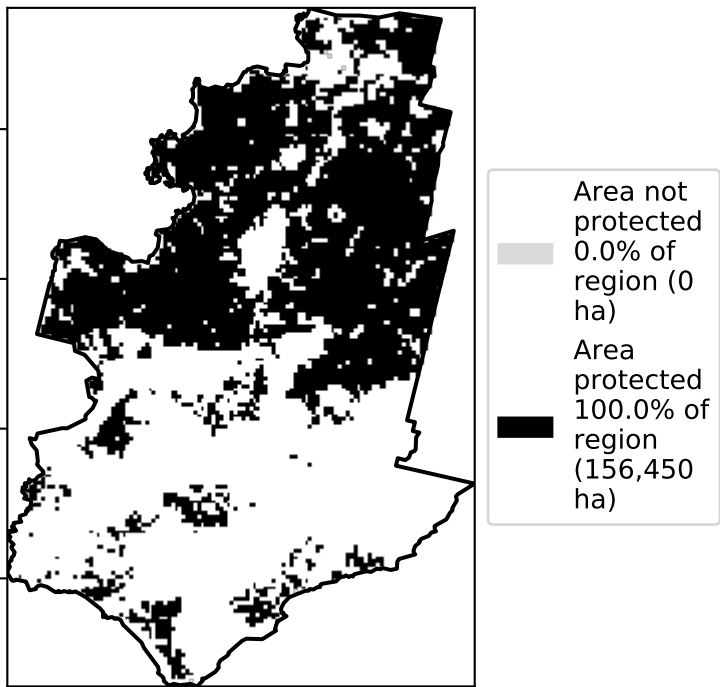 Area not
protected
0.0% of
region (0
ha)
Area
protected
100.0% of
region
(156,450
ha)